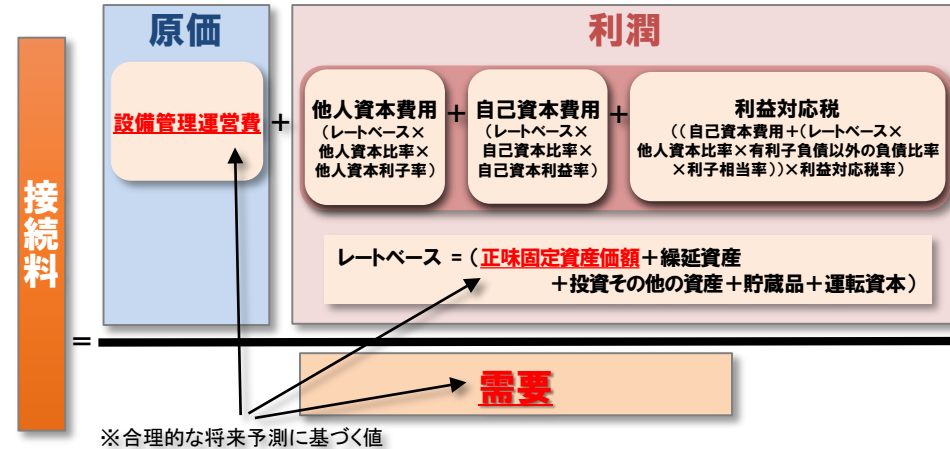 接続料
=
原価
設備管理運営費
+
利潤
他人資本費用
(レートベース×
他人資本比率×
他人資本利子率)
+
自己資本費用
(レートベース×
自己資本比率×
自己資本利益率)
+
利益対応税
((自己資本費用+(レートベース×
他人資本比率×有利子負債以外の負債比率
×利子相当率))×利益対応税率)
レートベース =(正味固定資産価額+繰延資産
+投資その他の資産+貯蔵品+運転資本)
需要
※合理的な将来予測に基づく値